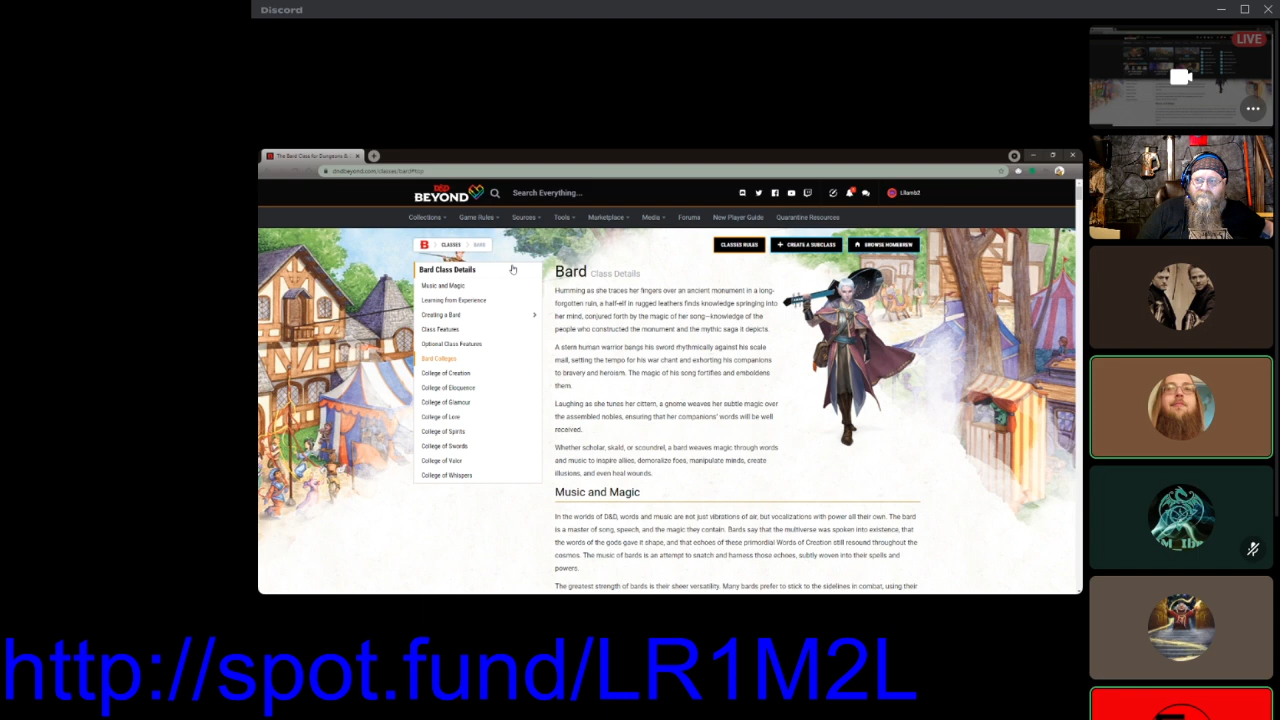 Discord
LIVE
The Bard Class for Dungeons &
dndbeyond.com/classes/bard#top
D&D
BEYOND
Search Everything...
Lllamb2
Collections
Game Rules
Sources
Tools
Marketplace
Media
Forums
New Player Guide
Quarantine Resources
B
CLASSES
BARD
CLASSES RULES
+ CREATE A SUBCLASS
BROWSE HOMEBREW
Bard Class Details
Music and Magic
Learning from Experience
Creating a Bard
Class Features
Optional Class Features
Bard Colleges
College of Creation
College of Eloquence
College of Glamour
College of Lore
College of Spirits
College of Swords
College of Valor
College of Whispers
Bard Class Details
Humming as she traces her fingers over an ancient monument in a long-
forgotten ruin, a half-elf in rugged leathers finds knowledge springing into
her mind, conjured forth by the magic of her song—knowledge of the
people who constructed the monument and the mythic saga it depicts.
A stern human warrior bangs his sword rhythmically against his scale
mail, setting the tempo for his war chant and exhorting his companions
to bravery and heroism. The magic of his song fortifies and emboldens
them.
Laughing as she tunes her cittern, a gnome weaves her subtle magic over
the assembled nobles, ensuring that her companions' words will be well
received.
Whether scholar, skald, or scoundrel, a bard weaves magic through words
and music to inspire allies, demoralize foes, manipulate minds, create
illusions, and even heal wounds.
Music and Magic
In the worlds of D&D, words and music are not just vibrations of air, but vocalizations with power all their own. The bard
is a master of song, speech, and the magic they contain. Bards say that the multiverse was spoken into existence, that
the words of the gods gave it shape, and that echoes of these primordial Words of Creation still resound throughout the
cosmos. The music of bards is an attempt to snatch and harness those echoes, subtly woven into their spells and
powers.
The greatest strength of bards is their sheer versatility. Many bards prefer to stick to the sidelines in combat, using their
http://spot.fund/LR1M2L